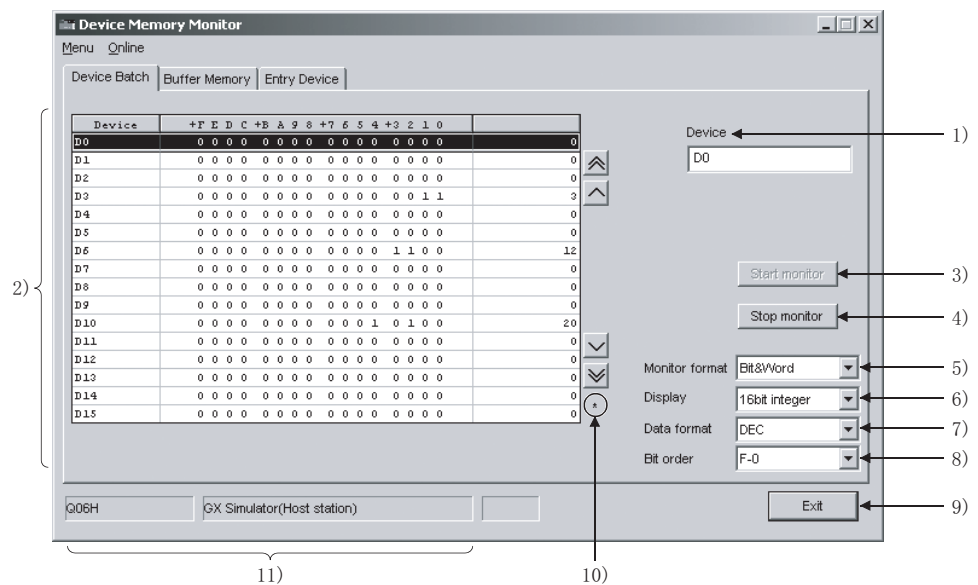 Device Memory Monitor
Menu Online
Device Batch Buffer Memory Entry Device
Device +F E D C +B A 9 8 +7 6 5 4 +3 2 1 0
D0 0 0 0 0 0 0 0 0 0 0 0 0 0 0 0 0 0
D1 0 0 0 0 0 0 0 0 0 0 0 0 0 0 0 0 0
D2 0 0 0 0 0 0 0 0 0 0 0 0 0 0 0 0 0
D3 0 0 0 0 0 0 0 0 0 0 0 0 0 0 1 1 3
D4 0 0 0 0 0 0 0 0 0 0 0 0 0 0 0 0 0
D5 0 0 0 0 0 0 0 0 0 0 0 0 0 0 0 0 0
D6 0 0 0 0 0 0 0 0 0 0 0 0 1 1 0 0 12
D7 0 0 0 0 0 0 0 0 0 0 0 0 0 0 0 0 0
D8 0 0 0 0 0 0 0 0 0 0 0 0 0 0 0 0 0
D9 0 0 0 0 0 0 0 0 0 0 0 0 0 0 0 0 0
D10 0 0 0 0 0 0 0 0 0 0 0 1 0 1 0 0 20
D11 0 0 0 0 0 0 0 0 0 0 0 0 0 0 0 0 0
D12 0 0 0 0 0 0 0 0 0 0 0 0 0 0 0 0 0
D13 0 0 0 0 0 0 0 0 0 0 0 0 0 0 0 0 0
D14 0 0 0 0 0 0 0 0 0 0 0 0 0 0 0 0 0
D15 0 0 0 0 0 0 0 0 0 0 0 0 0 0 0 0 0
*
2)
Device 1)
D0
Start monitor 3)
Stop monitor 4)
Monitor format Bit&Word 5)
Display 16bit integer 6)
Data format DEC 7)
Bit order F-0 8)
Q06H GX Simulator(Host station) Exit 9)
11) 10)